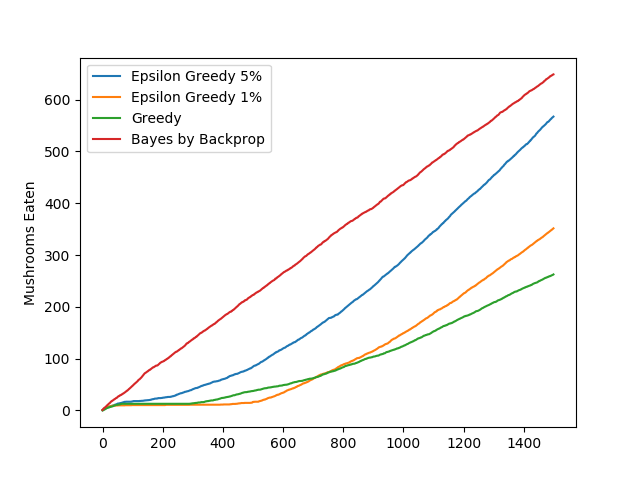 Epsilon Greedy 5%
Epsilon Greedy 1%
Greedy
Bayes by Backprop
Mushrooms Eaten
600
500
400
300
200
100
0
0 200 400 600 800 1000 1200 1400